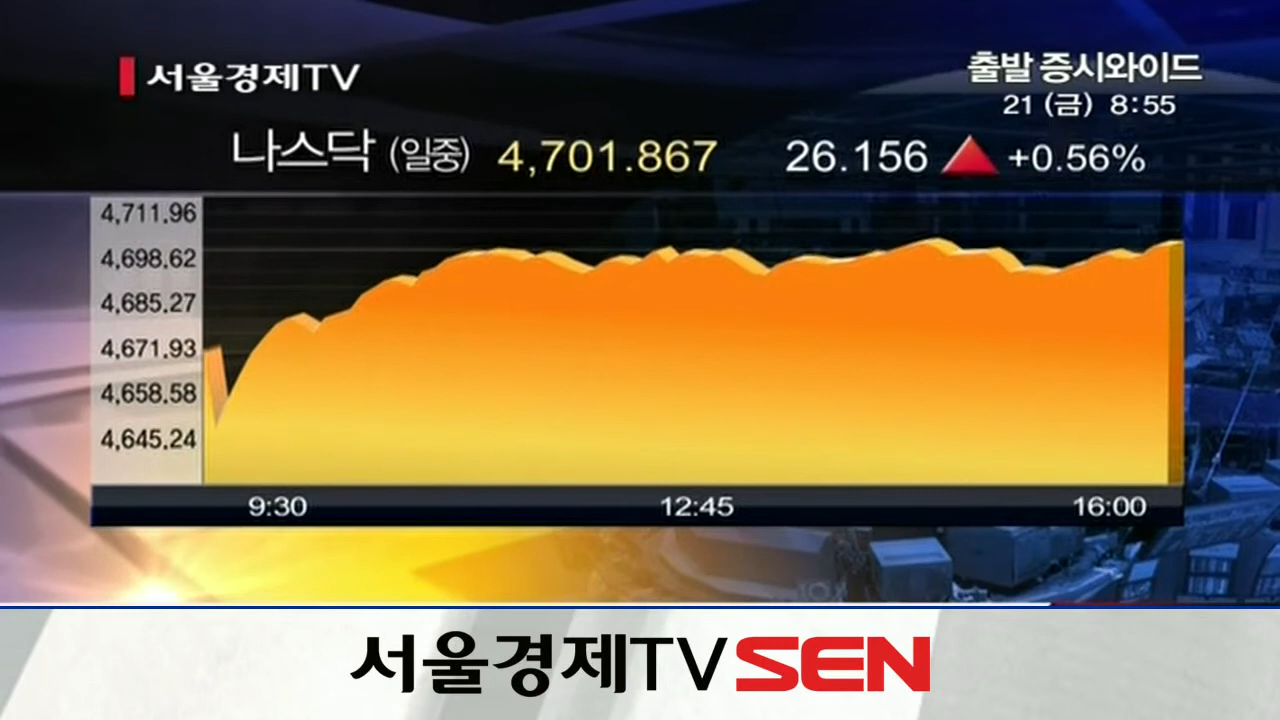 서울경제TV
출발 증시와이드
21 (금) 8:55
나스닥 (일중) 4,701.867 26.156 ▲ +0.56%
4,711.96
4,698.62
4,685.27
4,671.93
4,658.58
4,645.24
9:30 12:45 16:00
서울경제TV SEN